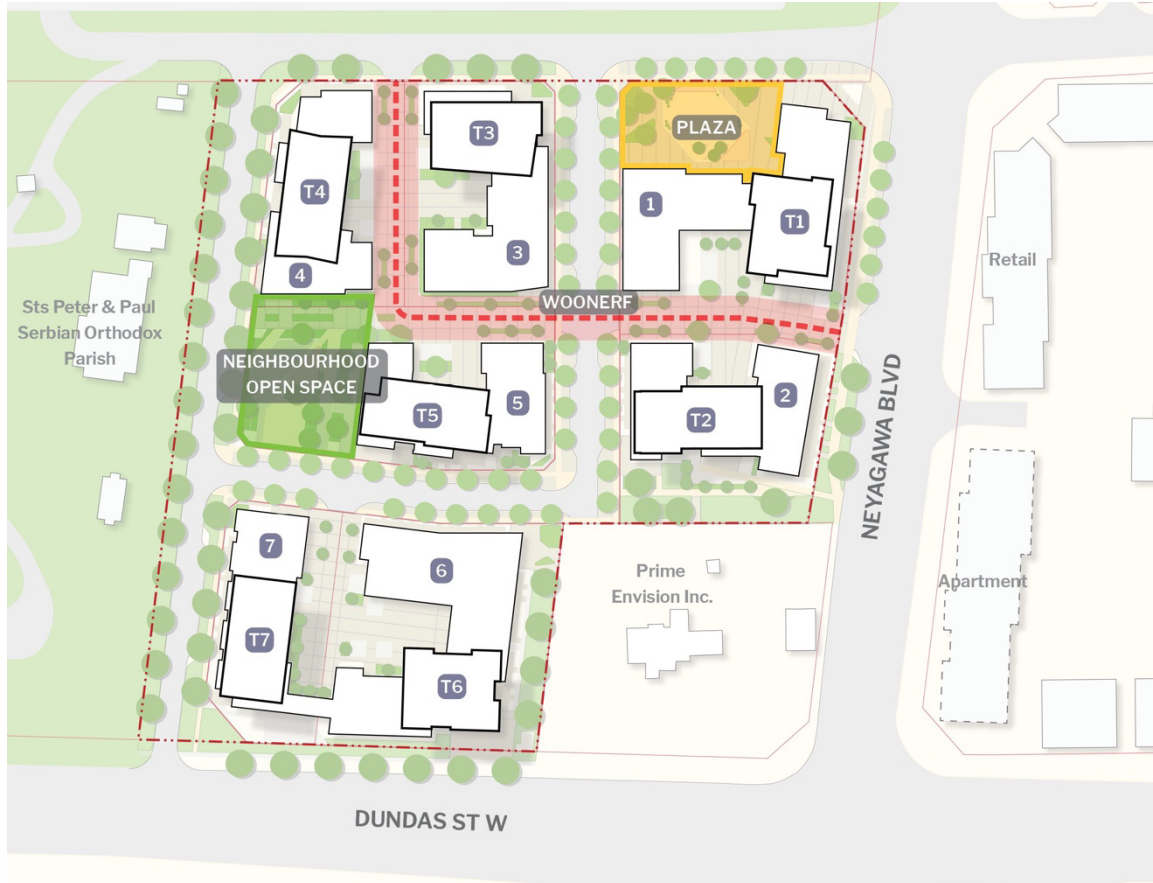 T3
PLAZA
T4
1
T1
3
4
Retail
WOONERF
Sts Peter & Paul
Serbian Orthodox
Parish
NEIGHBOURHOOD
OPEN SPACE
5
2
T5
T2
NEYAGAWA BLVD
7
6
Prime
Envision Inc.
Apartment
T7
T6
DUNDAS ST W